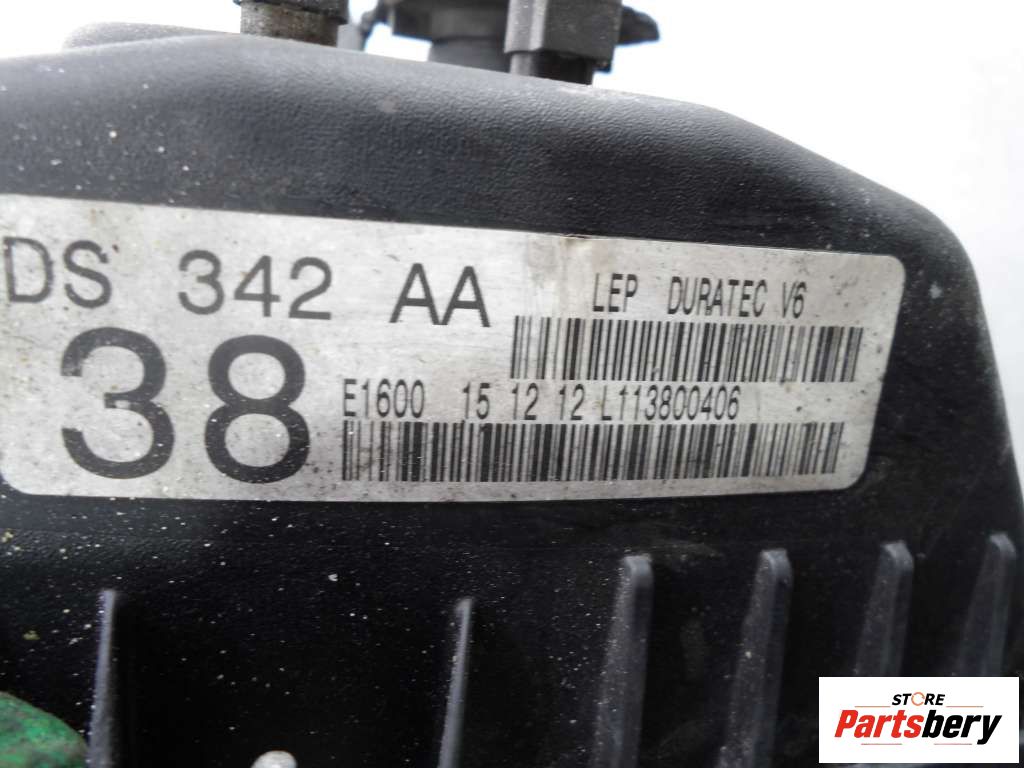 DS 342 AA
LEP DURATEC V6
38
E1600 15 12 12 L113800406
STORE
Partsbery